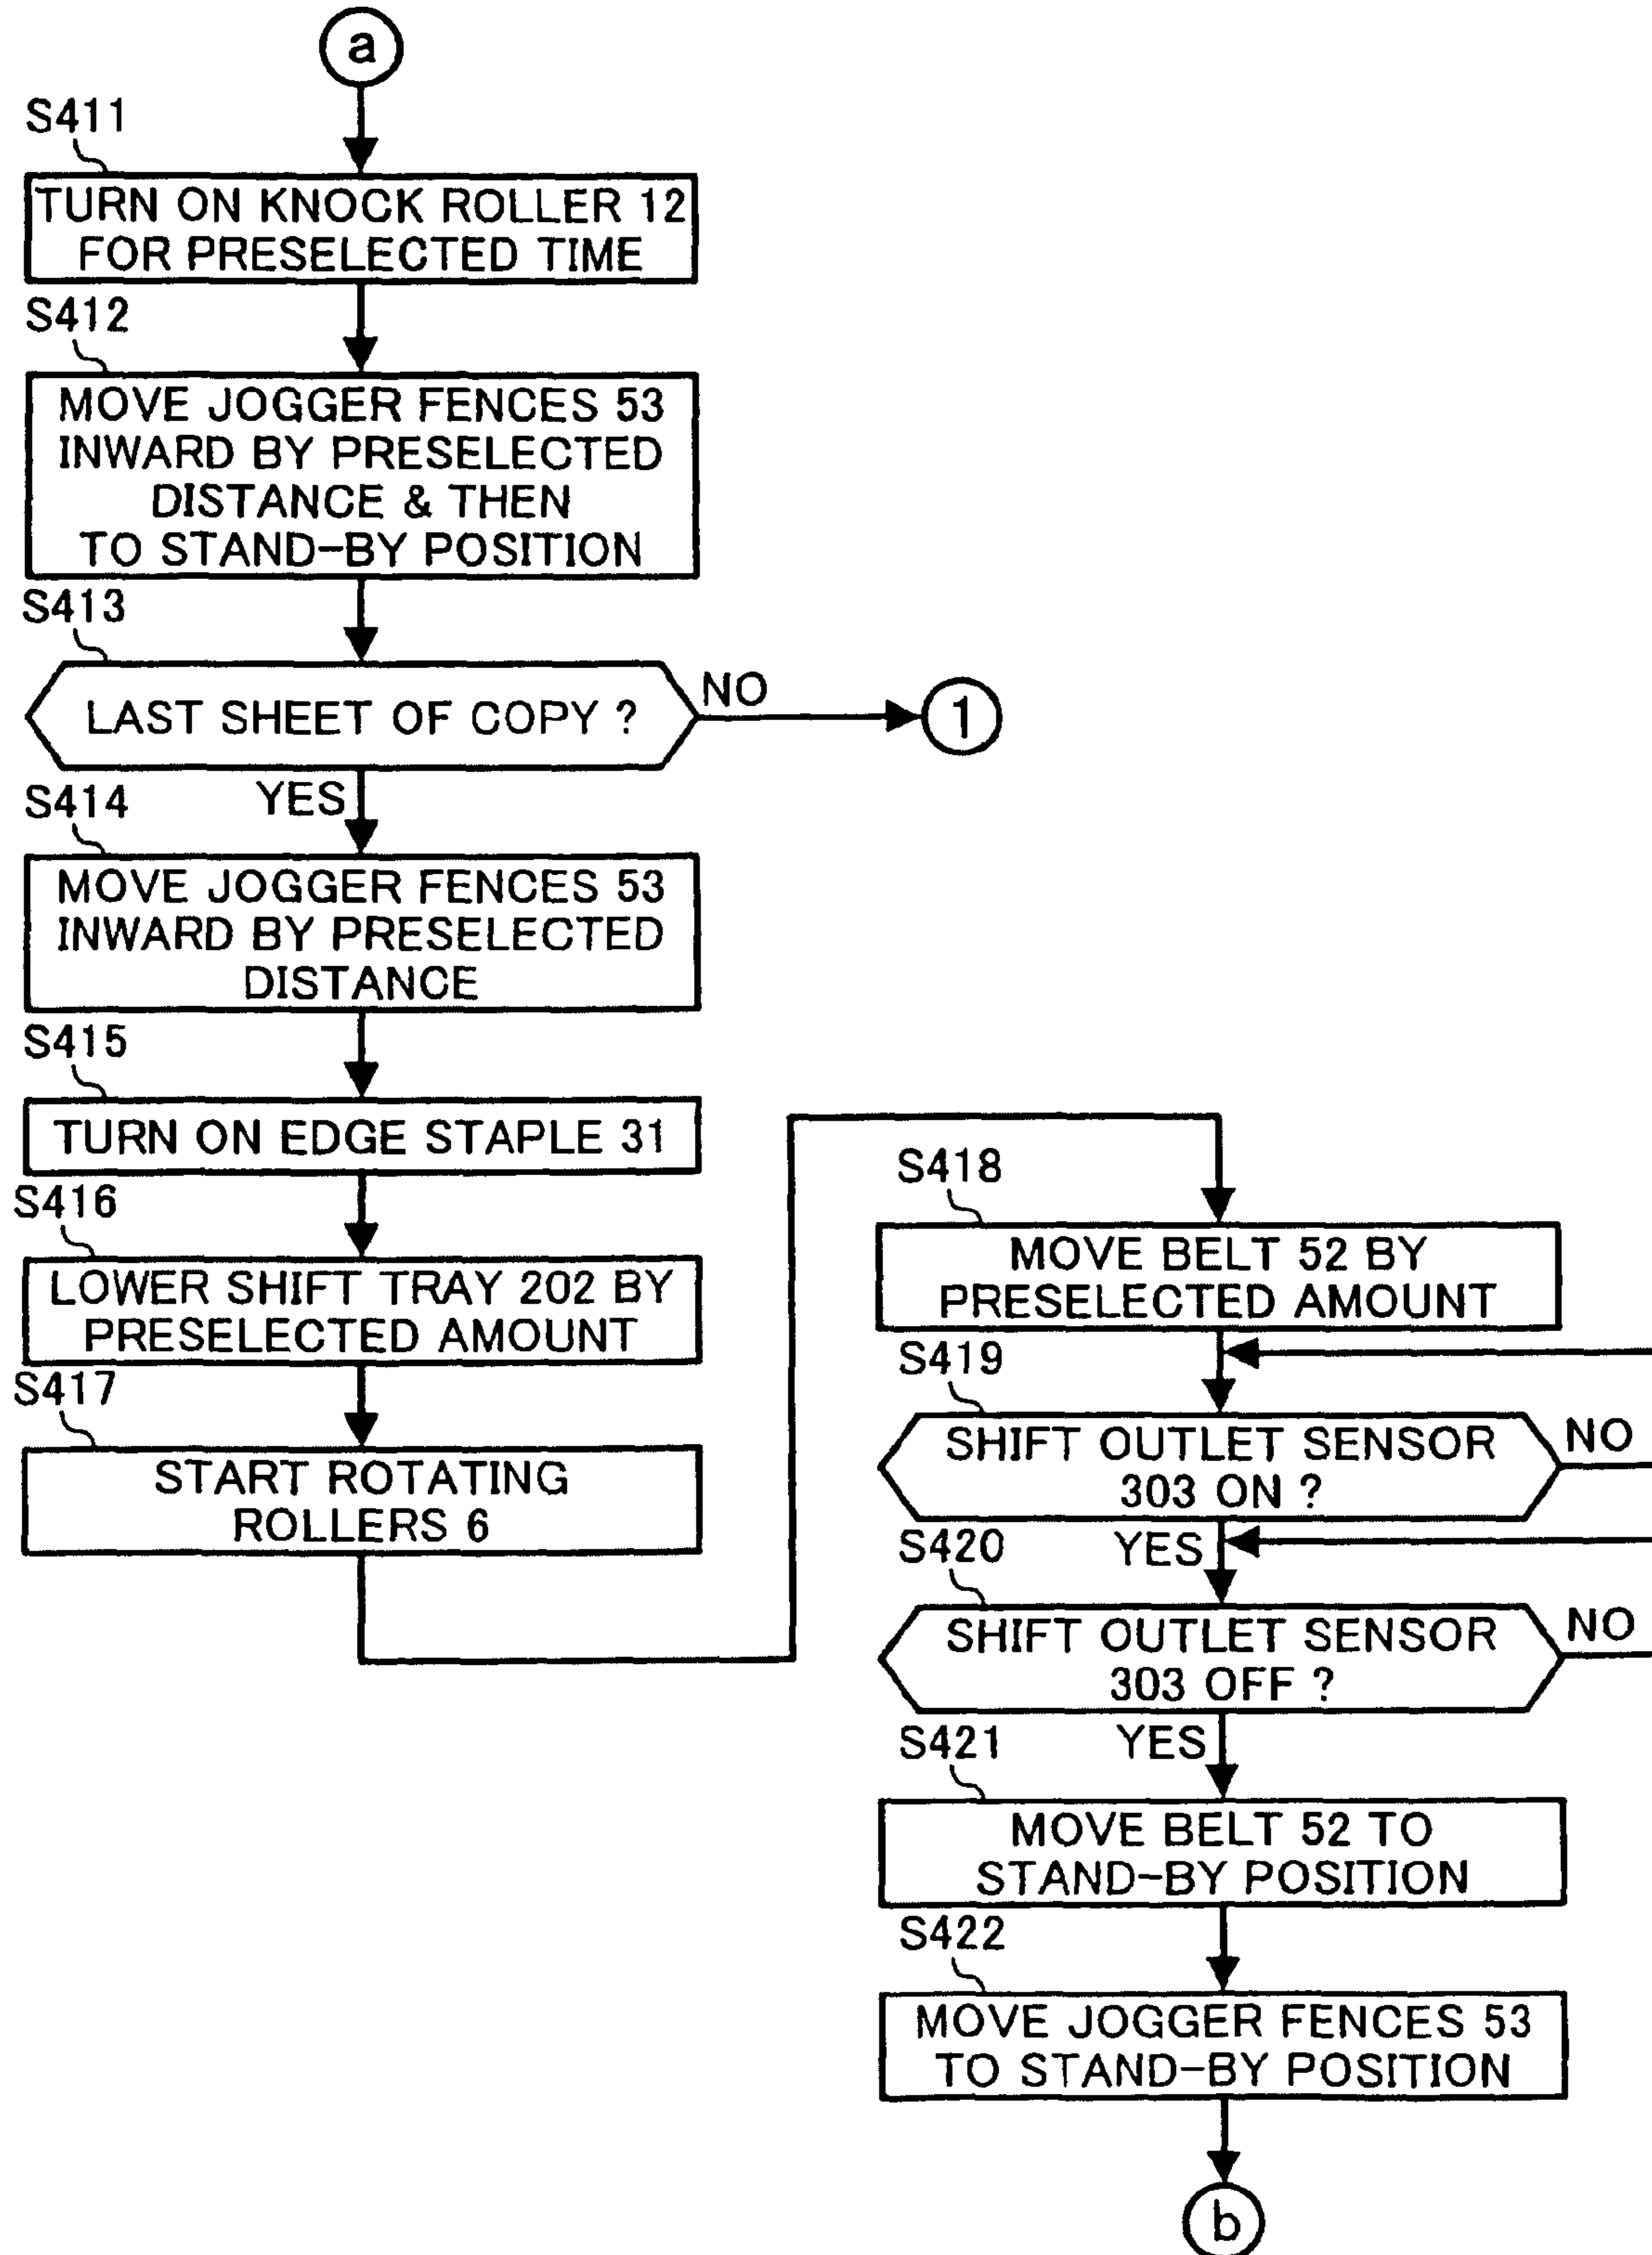 a
S411
TURN ON KNOCK ROLLER 12
FOR PRESELECTED TIME
S412
MOVE JOGGER FENCES 53
INWARD BY PRESELECTED
DISTANCE & THEN
TO STAND-BY POSITION
S413
LAST SHEET OF COPY ?
NO
1
YES
S414
MOVE JOGGER FENCES 53
INWARD BY PRESELECTED
DISTANCE
S415
TURN ON EDGE STAPLE 31
S416
LOWER SHIFT TRAY 202 BY
PRESELECTED AMOUNT
S417
START ROTATING
ROLLERS 6
S418
MOVE BELT 52 BY
PRESELECTED AMOUNT
S419
SHIFT OUTLET SENSOR
303 ON ?
NO
YES
S420
SHIFT OUTLET SENSOR
303 OFF ?
NO
YES
S421
MOVE BELT 52 TO
STAND-BY POSITION
S422
MOVE JOGGER FENCES 53
TO STAND-BY POSITION
b